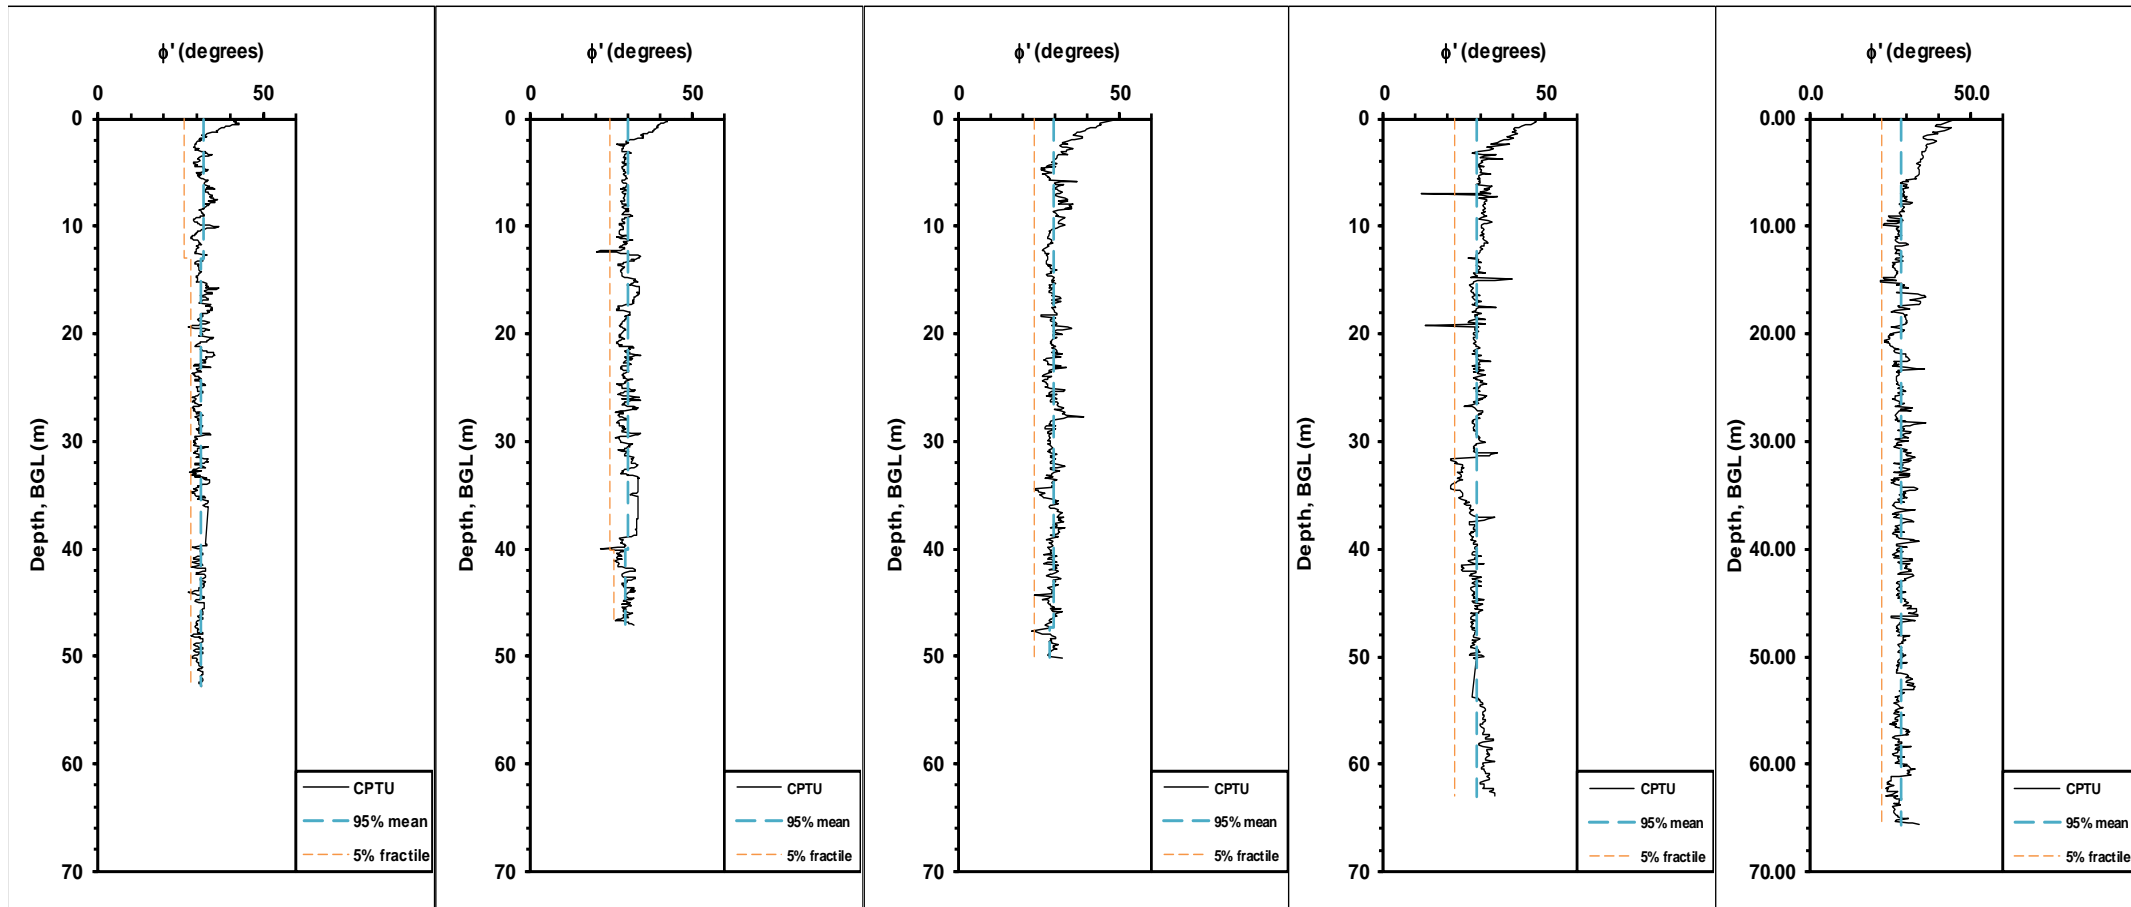 ϕ' (degrees)
0 50
0
10
20
30
40
50
60
70
Depth, BGL (m)
CPTU
95% mean
5% fractile
ϕ' (degrees)
0 50
0
10
20
30
40
50
60
70
Depth, BGL (m)
CPTU
95% mean
5% fractile
ϕ' (degrees)
0 50
0
10
20
30
40
50
60
70
Depth, BGL (m)
CPTU
95% mean
5% fractile
ϕ' (degrees)
0 50
0
10
20
30
40
50
60
70
Depth, BGL (m)
CPTU
95% mean
5% fractile
ϕ' (degrees)
0.0 50.0
0.00
10.00
20.00
30.00
40.00
50.00
60.00
70.00
Depth, BGL (m)
CPTU
95% mean
5% fractile